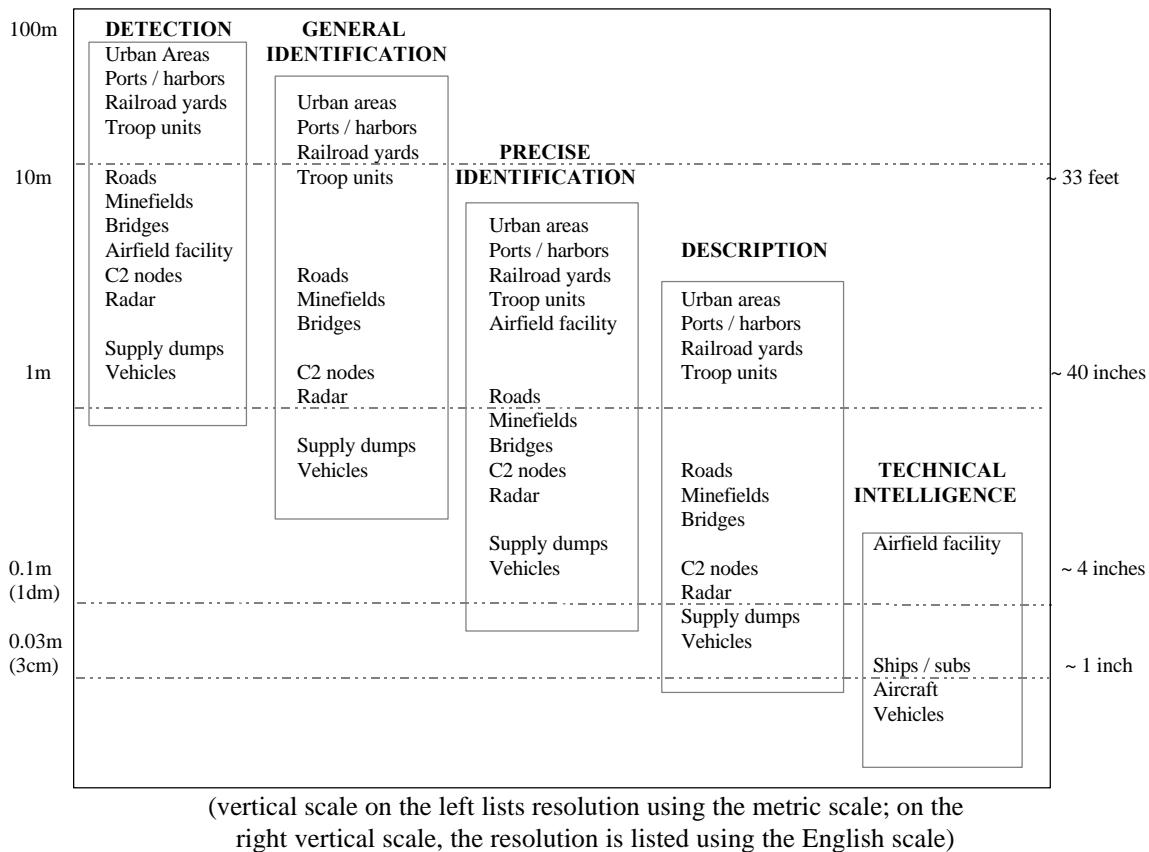 100m
10m
1m
0.1m
(1dm)
0.03m
(3cm)
DETECTION
Urban Areas
Ports / harbors
Railroad yards
Troop units
Roads
Minefields
Bridges
Airfield facility
C2 nodes
Radar
Supply dumps
Vehicles
GENERAL
IDENTIFICATION
Urban areas
Ports / harbors
Railroad yards
Troop units
Roads
Minefields
Bridges
C2 nodes
Radar
Supply dumps
Vehicles
PRECISE
IDENTIFICATION
Urban areas
Ports / harbors
Railroad yards
Troop units
Airfield facility
Roads
Minefields
Bridges
C2 nodes
Radar
Supply dumps
Vehicles
DESCRIPTION
Urban areas
Ports / harbors
Railroad yards
Troop units
Roads
Minefields
Bridges
C2 nodes
Radar
Supply dumps
Vehicles
TECHNICAL
INTELLIGENCE
Airfield facility
Ships / subs
Aircraft
Vehicles
~ 33 feet
~ 40 inches
~ 4 inches
~ 1 inch
(vertical scale on the left lists resolution using the metric scale; on the
right vertical scale, the resolution is listed using the English scale)